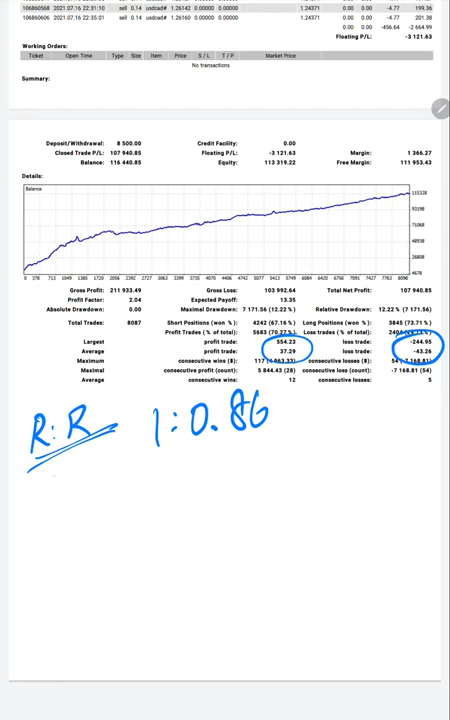 106860568 2021.07.16 22:31:10 sell 0.14 usdcad# 1.26142 0.00000 0.00000 1.24371 0.00 0.00 -4.77 199.36
106860606 2021.07.16 22:35:01 sell 0.14 usdcad# 1.26160 0.00000 0.00000 1.24371 0.00 0.00 -4.77 201.38
0.00 0.00 -456.64 -2 664.99
Floating P/L: -3 121.63
Working Orders:
Ticket Open Time Type Size Item Price S / L T / P Market Price
No transactions
Summary:
Deposit/Withdrawal: 8 500.00 Credit Facility: 0.00
Closed Trade P/L: 107 940.85 Floating P/L: -3 121.63 Margin: 1 366.27
Balance: 116 440.85 Equity: 113 319.22 Free Margin: 111 953.43
Details:
Balance
115328
93198
71068
48938
26808
4678
0 378 713 1049 1385 1720 2056 2392 2727 3063 3399 3735 4070 4406 4742 5077 5413 5749 6084 6420 6756 7091 7427 7763 8098
Gross Profit: 211 933.49 Gross Loss: 103 992.64 Total Net Profit: 107 940.85
Profit Factor: 2.04 Expected Payoff: 13.35
Absolute Drawdown: 0.00 Maximal Drawdown: 7 171.56 (12.22%) Relative Drawdown: 12.22% (7 171.56)
Total Trades: 8087 Short Positions (won %): 4242 (67.16%) Long Positions (won %): 3845 (73.71%)
Profit Trades (% of total): 5683 (70.27%) Loss trades (% of total):
Largest profit trade: 554.23 loss trade: -244.95
Average profit trade: 37.29 loss trade: -43.26
Maximum consecutive wins ($): consecutive losses ($):
Maximal consecutive profit (count): 5 844.43 (28) consecutive loss (count): -7 168.81 (54)
Average consecutive wins: 12 consecutive losses: 5
R:R 1:0.86